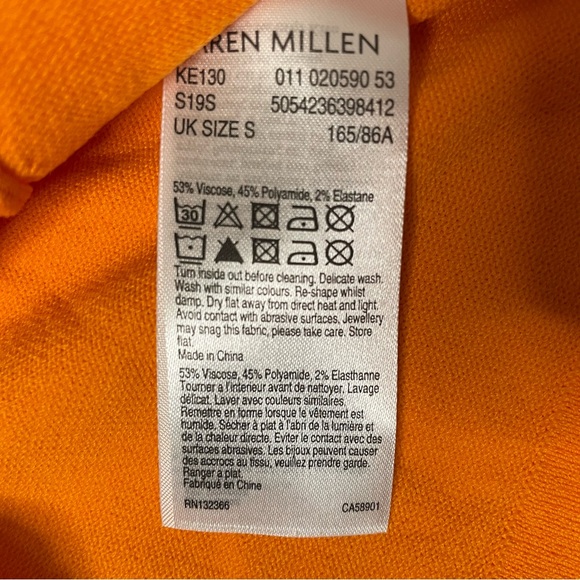 REN MILLEN
KE130 011 020590 53
S19S 5054236398412
UK SIZE S 165/86A
53% Viscose, 45% Polyamide, 2% Elastane
30
Turn inside out before cleaning. Delicate wash.
Wash with similar colours. Re-shape whilst
damp. Dry flat away from direct heat and light.
Avoid contact with abrasive surfaces. Jewellery
may snag this fabric, please take care. Store
flat.
Made in China
53% Viscose, 45% Polyamide, 2% Elasthanne
Tourner a l'interieur avant de nettoyer. Lavage
délicat. Laver avec couleurs similaires.
Remettre en forme lorsque le vêtement est
humide. Sécher à plat à l'abri de la lumière et
de la chaleur directe. Eviter le contact avec des
surfaces abrasives. Les bijoux peuvent causer
des accrocs au tissu, veuillez prendre garde.
Ranger a plat.
Fabriqué en Chine
RN132366 CA58901